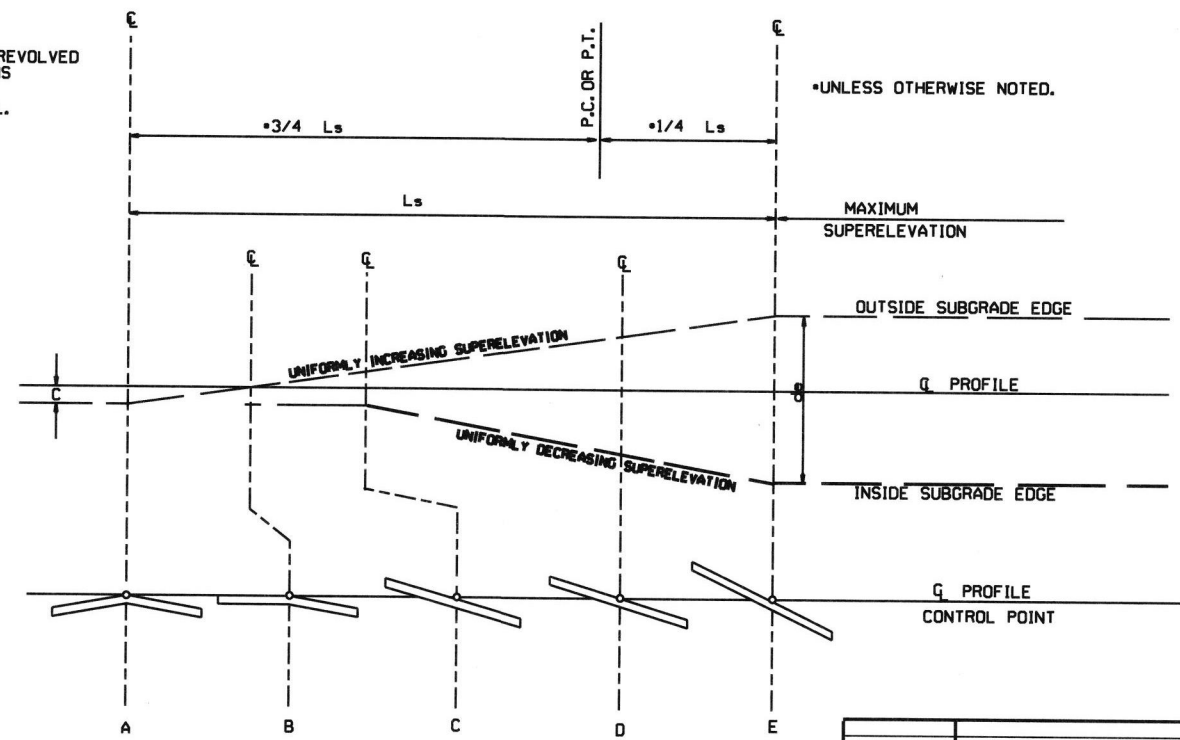 ℄
℄
REVOLVED
P.C. OR P.T.
*UNLESS OTHERWISE NOTED.
*3/4 Ls
*1/4 Ls
Ls
MAXIMUM
SUPERELEVATION
℄
℄
℄
OUTSIDE SUBGRADE EDGE
UNIFORMLY INCREASING SUPERELEVATION
C
℄ PROFILE
UNIFORMLY DECREASING SUPERELEVATION
INSIDE SUBGRADE EDGE
℄ PROFILE
CONTROL POINT
A
B
C
D
E